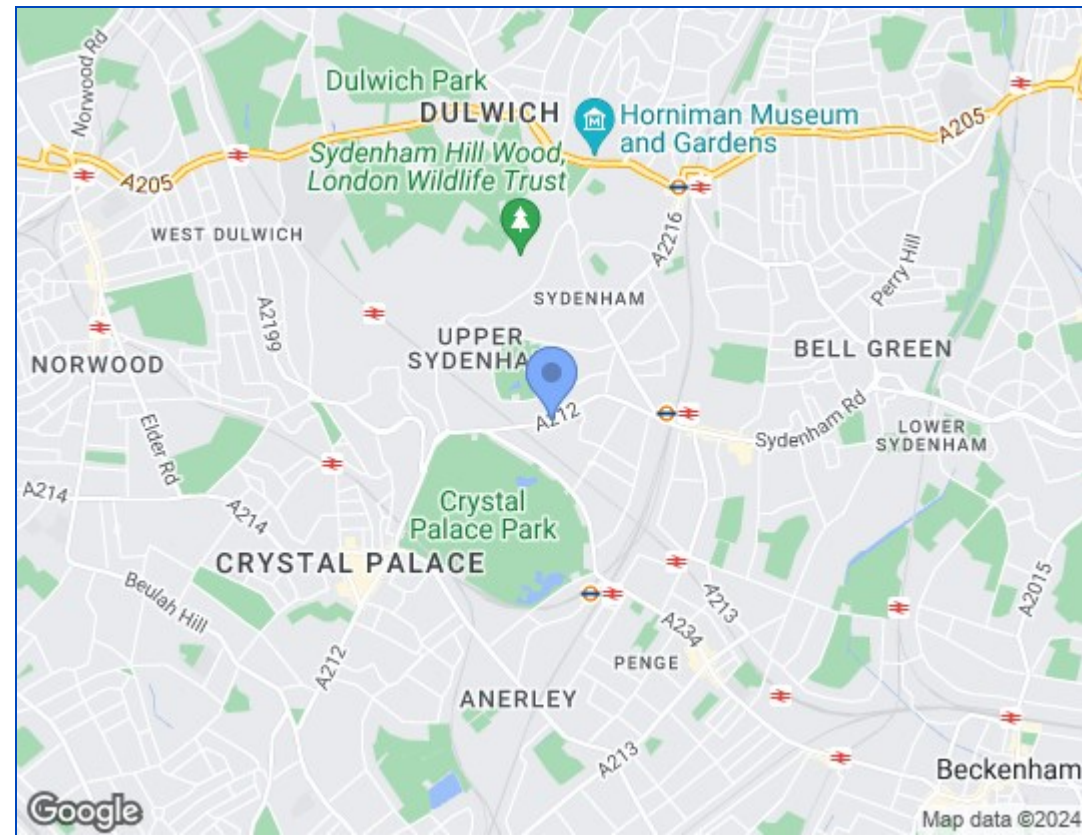 Norwood Rd
Dulwich Park
DULWICH
Horniman Museum
and Gardens
A205
Sydenham Hill Wood,
London Wildlife Trust
A205
WEST DULWICH
A2216
Perry Hill
SYDENHAM
A2199
UPPER
SYDENHA
BELL GREEN
NORWOOD
A212
Sydenham Rd
LOWER
SYDENHAM
Elder Rd
A214
A214
Crystal
Palace Park
CRYSTAL PALACE
Beulah Hill
A213
A2015
A234
A212
PENGE
ANERLEY
A213
Beckenham
Google
Map data ©2024